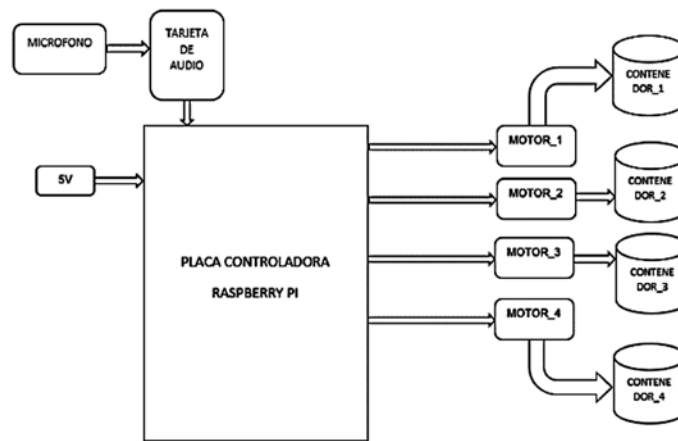 MICROFONO
TARJETA
DE
AUDIO
5V
PLACA CONTROLADORA
RASPBERRY PI
MOTOR_1
MOTOR_2
MOTOR_3
MOTOR_4
CONTENE
DOR_1
CONTENE
DOR_2
CONTENE
DOR_3
CONTENE
DOR_4